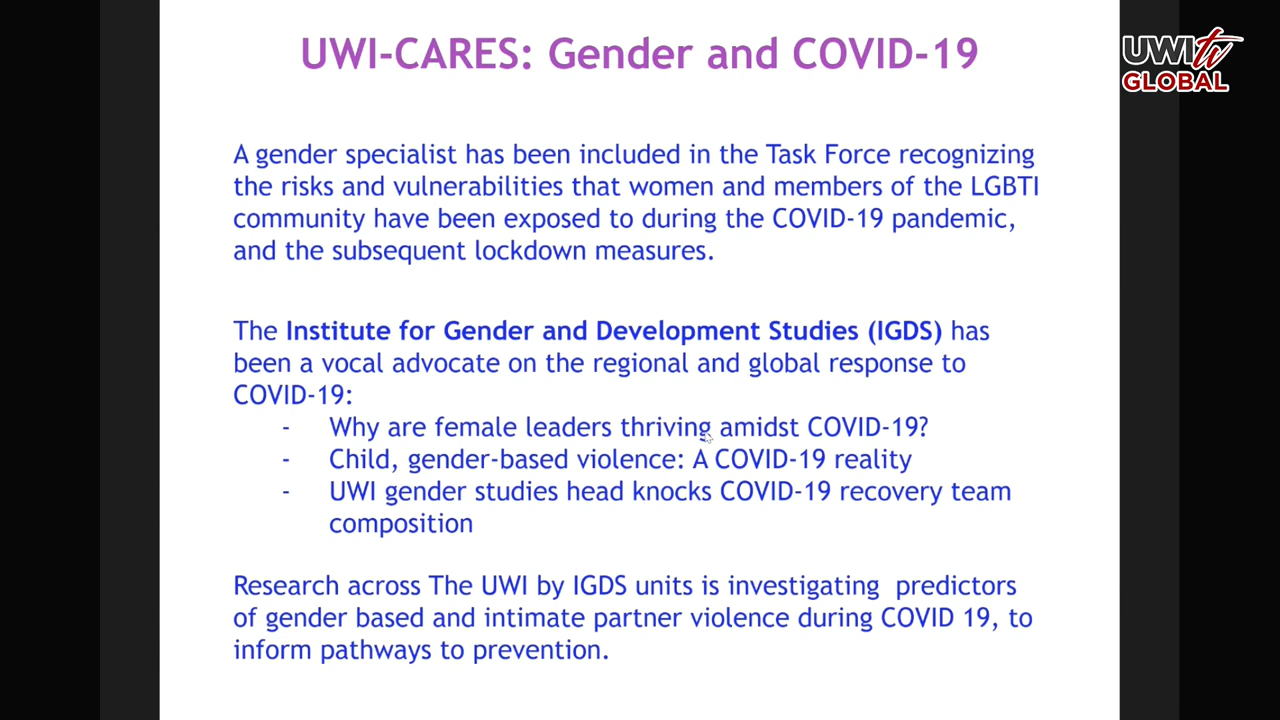 UWI-CARES: Gender and COVID-19
UWItv
GLOBAL
A gender specialist has been included in the Task Force recognizing
the risks and vulnerabilities that women and members of the LGBTI
community have been exposed to during the COVID-19 pandemic,
and the subsequent lockdown measures.
The Institute for Gender and Development Studies (IGDS) has
been a vocal advocate on the regional and global response to
COVID-19:
- Why are female leaders thriving amidst COVID-19?
- Child, gender-based violence: A COVID-19 reality
- UWI gender studies head knocks COVID-19 recovery team
composition
Research across The UWI by IGDS units is investigating  predictors
of gender based and intimate partner violence during COVID 19, to
inform pathways to prevention.